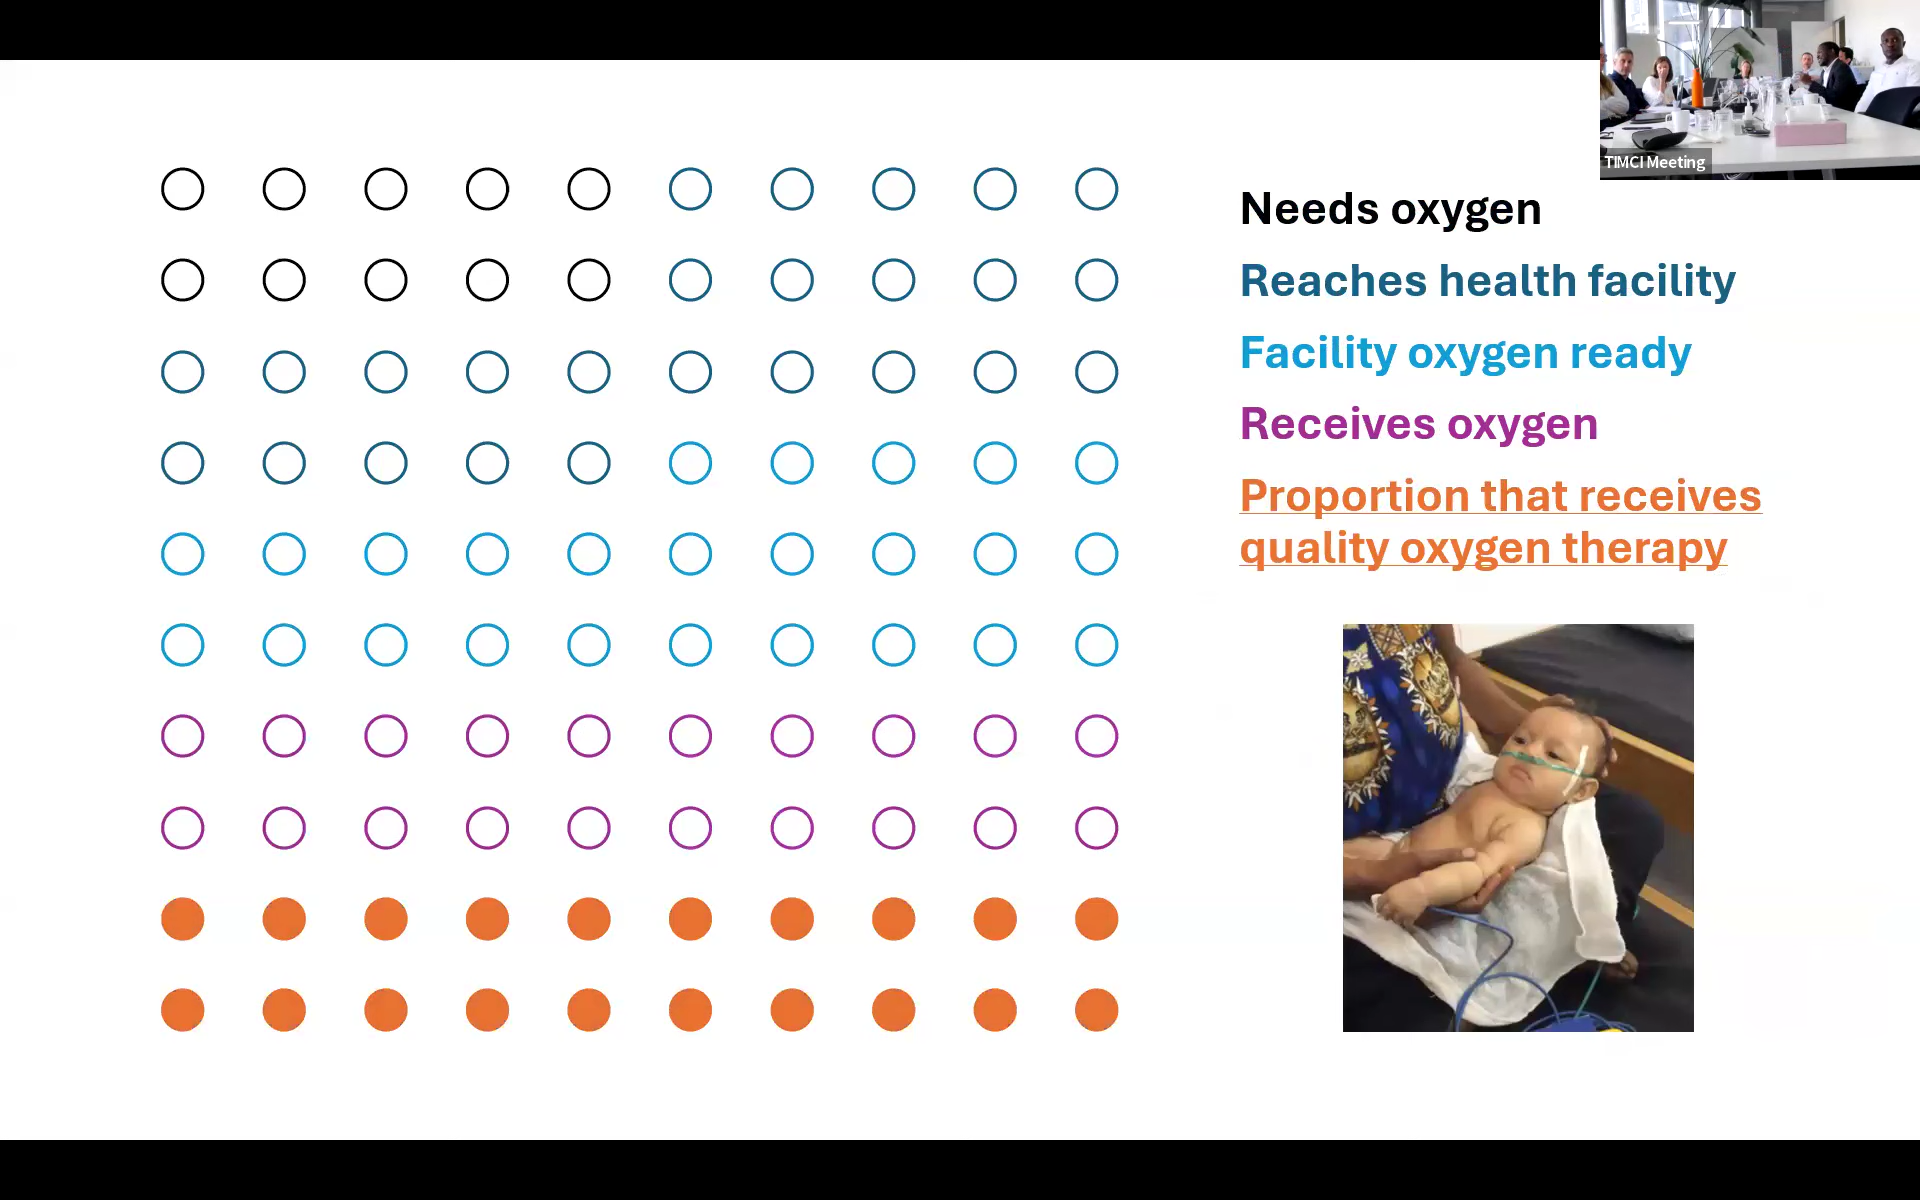 TIMCI Meeting
Needs oxygen
Reaches health facility
Facility oxygen ready
Receives oxygen
Proportion that receives
quality oxygen therapy